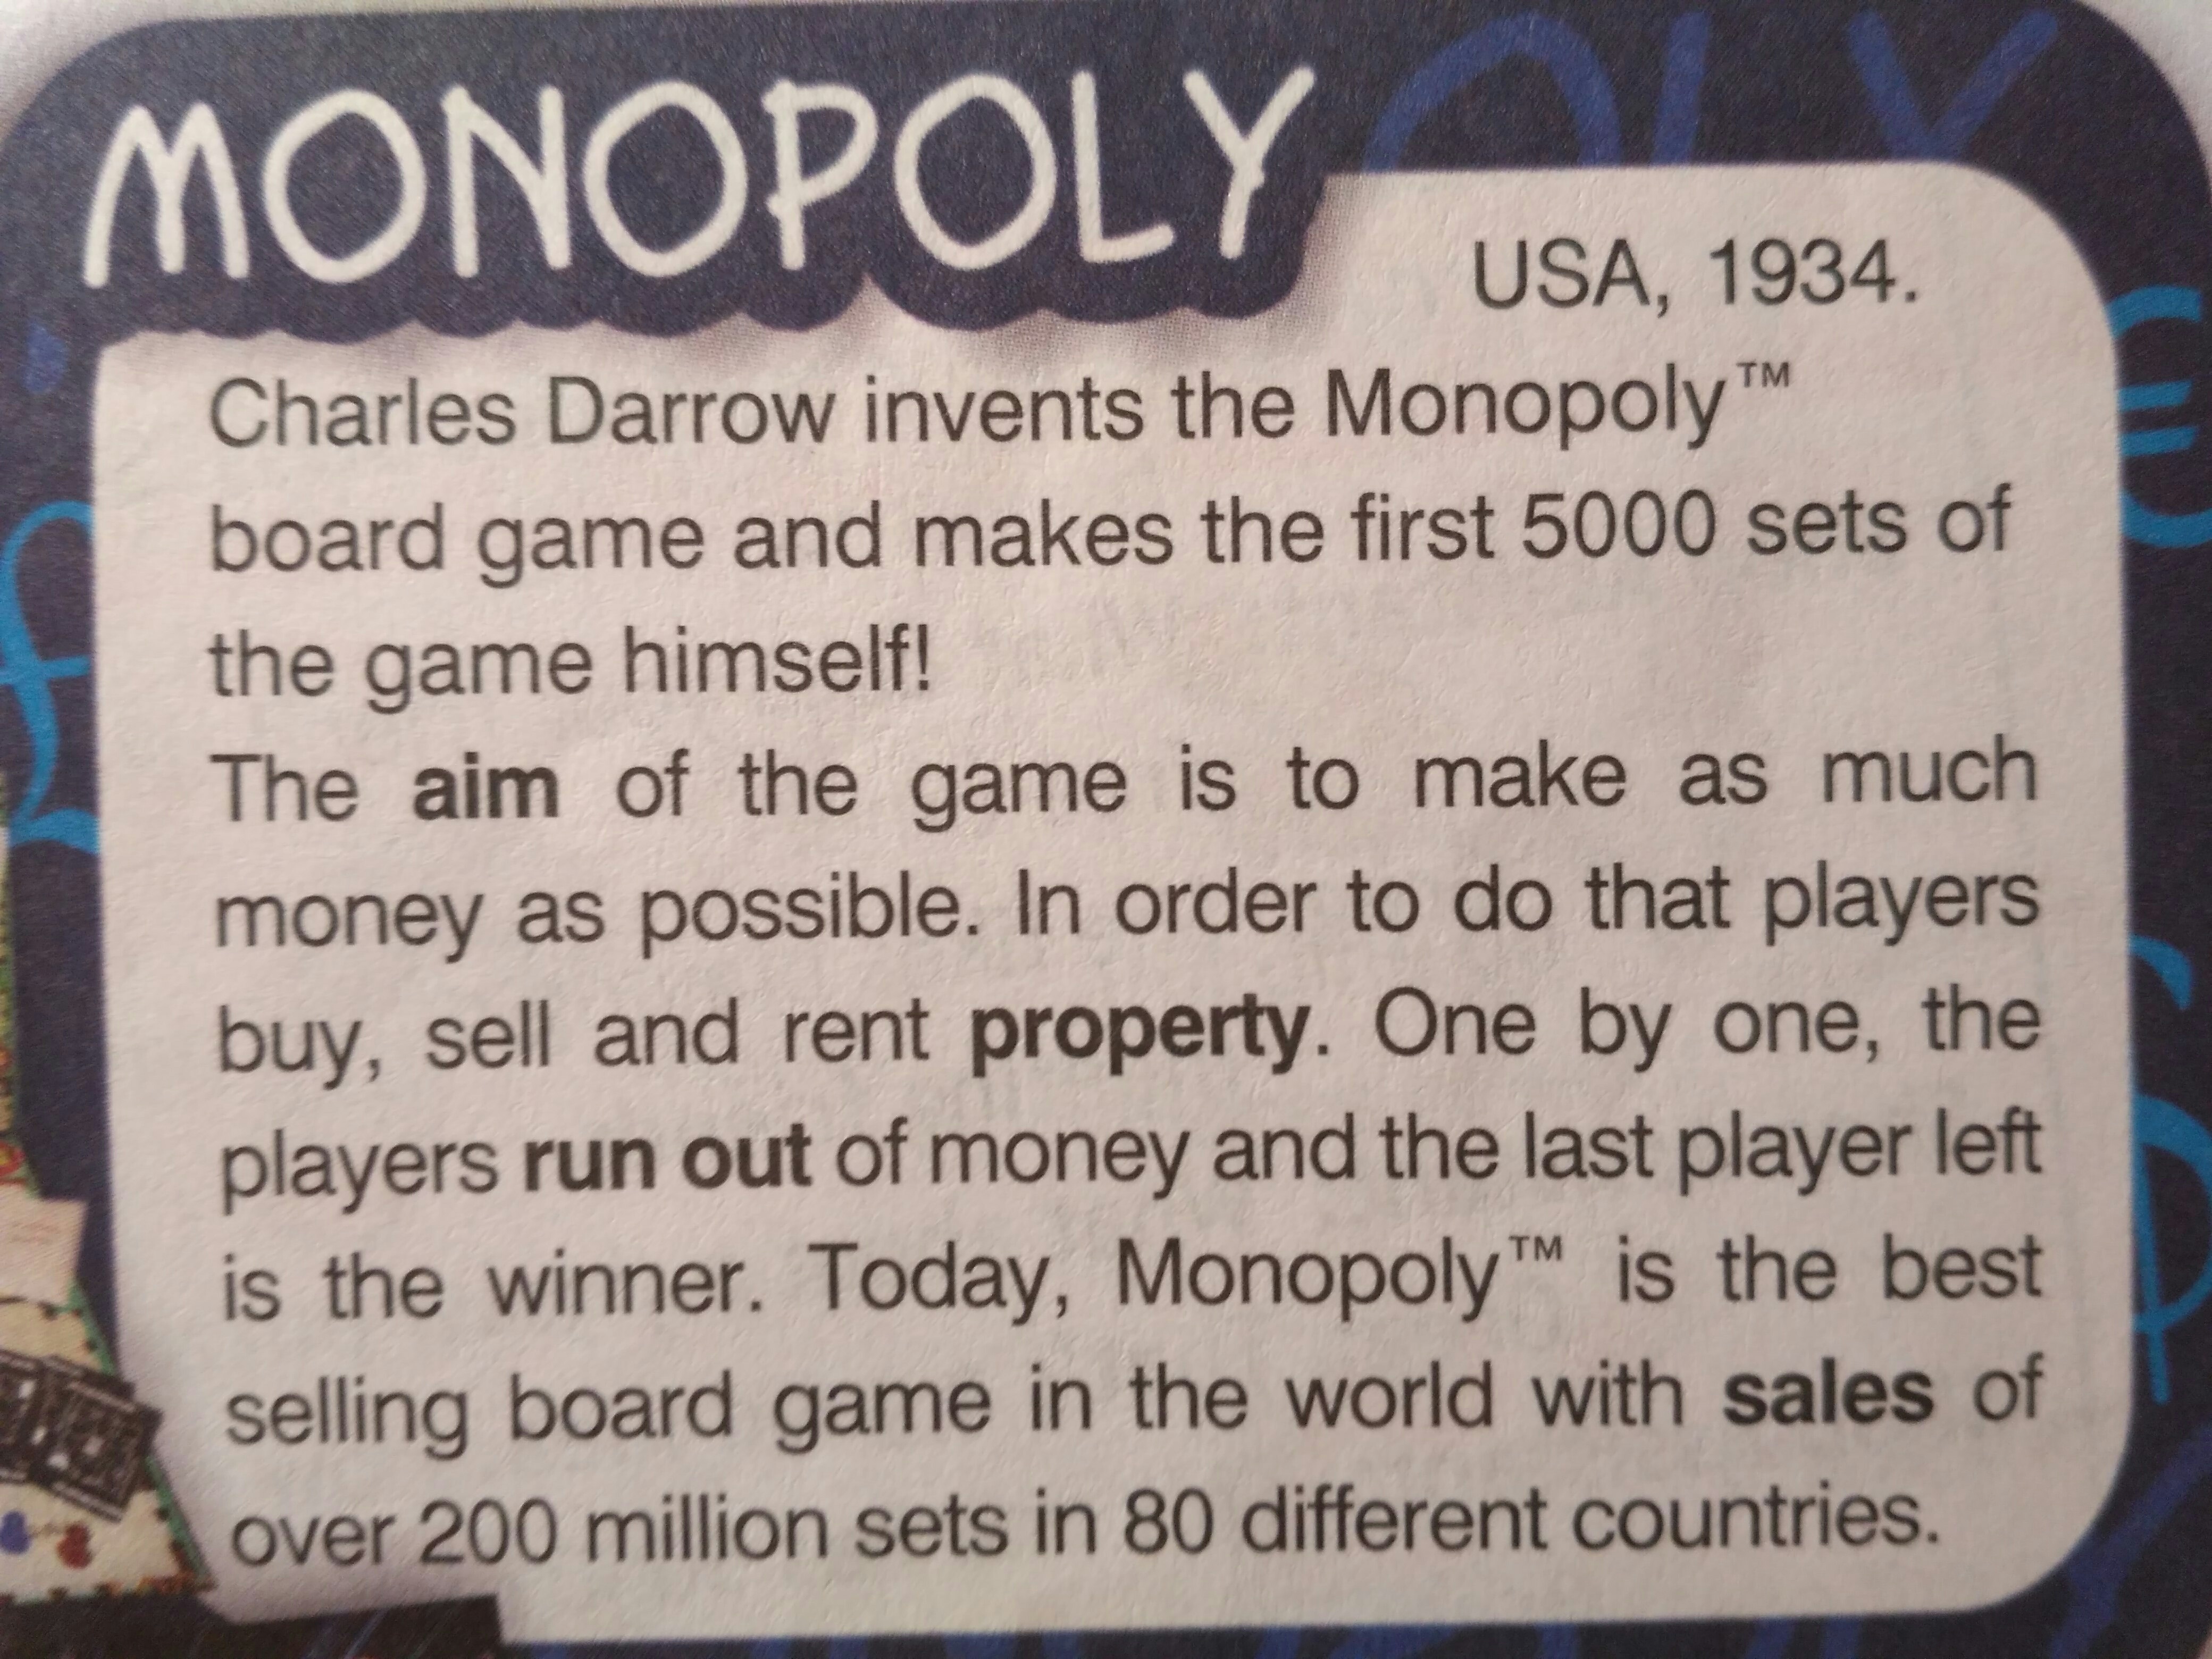 MONOPOLY
USA, 1934.
Charles Darrow invents the Monopoly™
board game and makes the first 5000 sets of
the game himself!
The aim of the game is to make as much
money as possible. In order to do that players
buy, sell and rent property. One by one, the
players run out of money and the last player left
is the winner. Today, Monopoly™ is the best
selling board game in the world with sales of
over 200 million sets in 80 different countries.